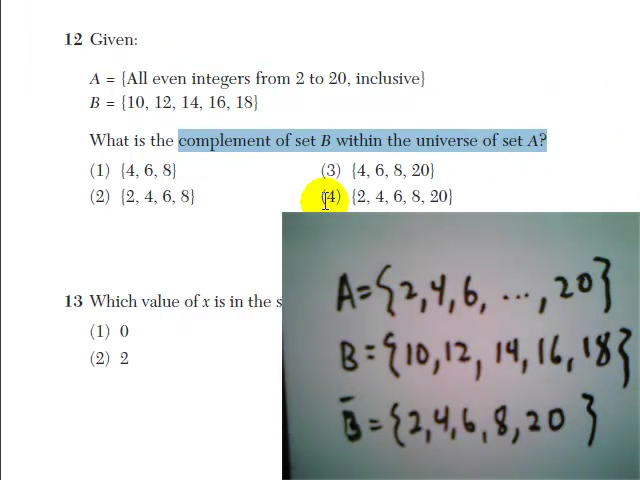 12 Given:
A = {All even integers from 2 to 20, inclusive}
B = {10, 12, 14, 16, 18}
What is the complement of set B within the universe of set A?
(1) {4, 6, 8}
(3) {4, 6, 8, 20}
(2) {2, 4, 6, 8}
(4) {2, 4, 6, 8, 20}
13 Which value of x is in the s
(1) 0
(2) 2
A={2,4,6, ..., 20}
B={10,12, 14, 16, 18}
B̅={2,4,6,8,20 }